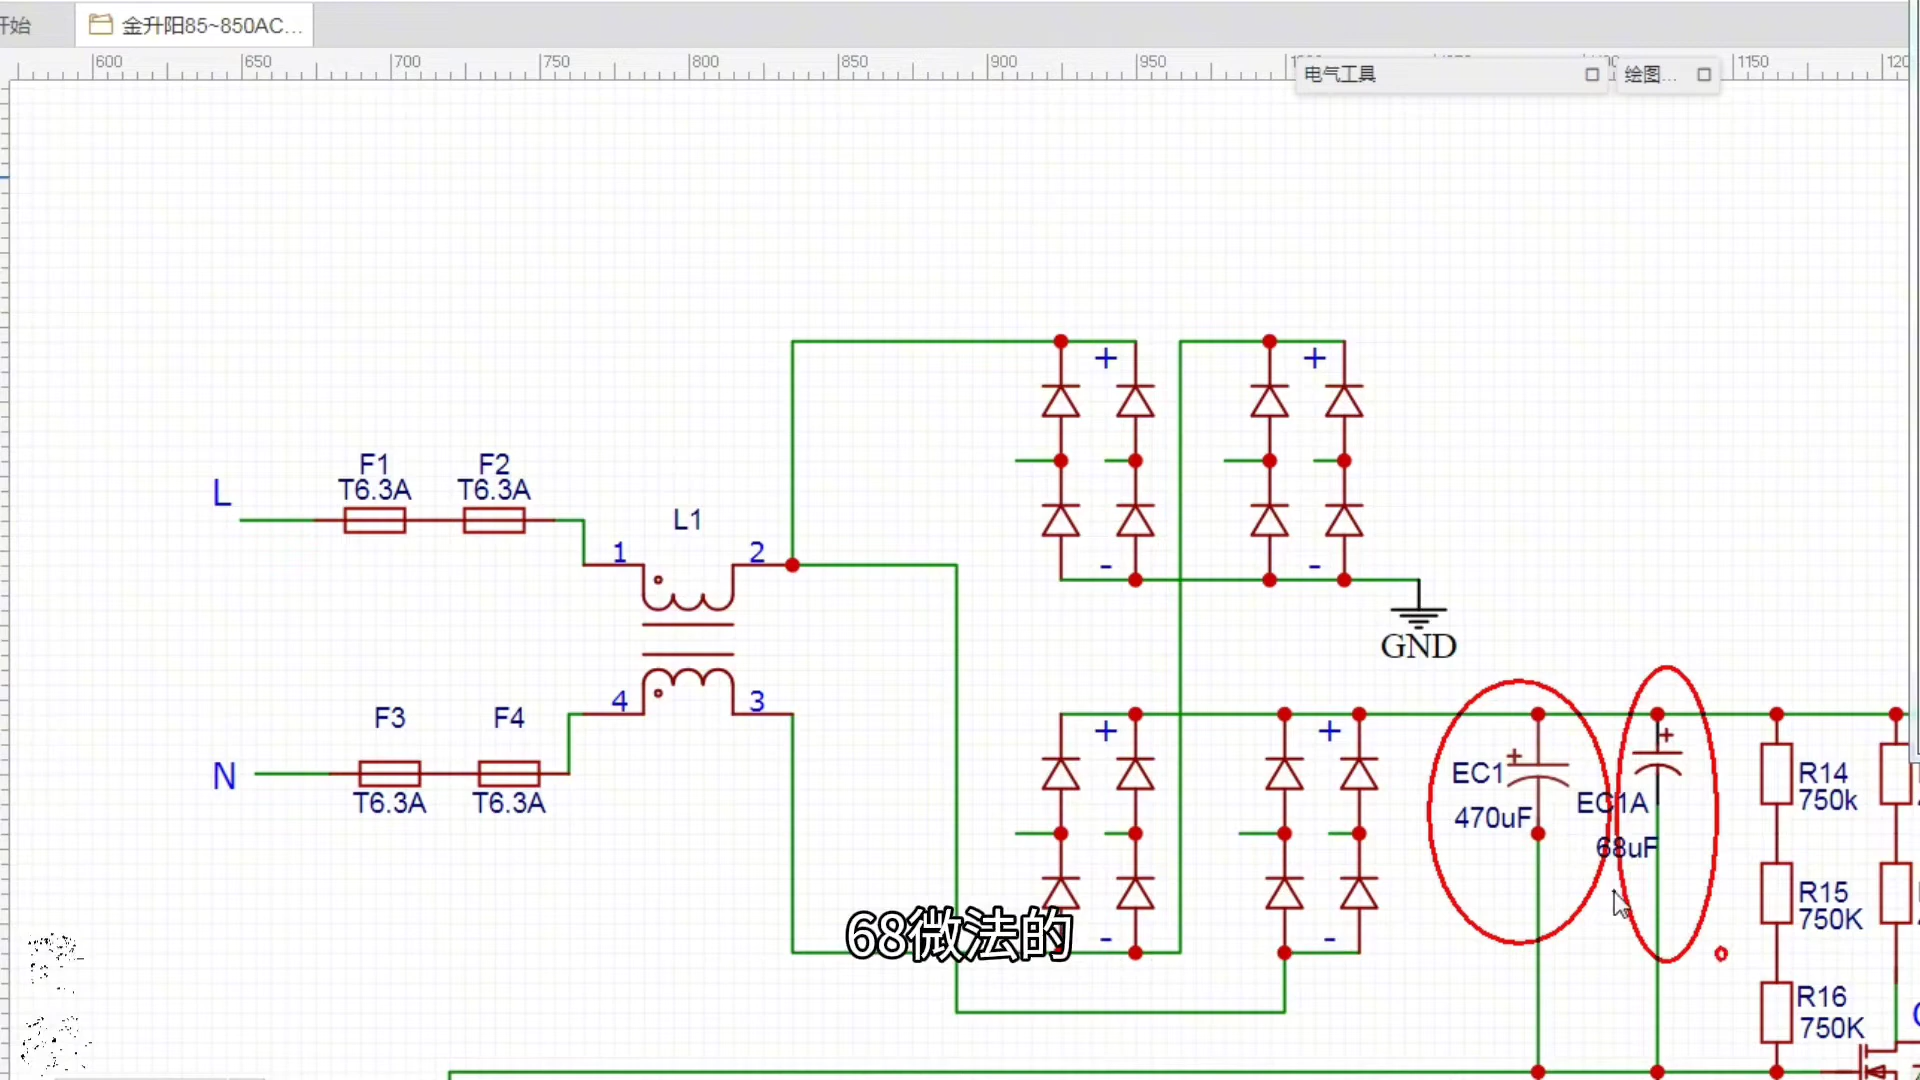 开始
金升阳85~850AC...
600
650
700
750
800
850
900
950
1150
电气工具
绘图...
+
+
F1
F2
T6.3A
T6.3A
L
L1
1
2
-
-
GND
4
3
F3
F4
+
+
N
T6.3A
T6.3A
+
+
EC1
470uF
EC1A
68uF
R14
750k
R15
750K
R16
750K
-
-
68微法的